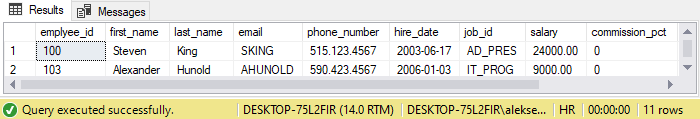 Results Messages
emplyee_id first_name last_name email phone_number hire_date job_id salary commission_pct
1 100 Steven King SKING 515.123.4567 2003-06-17 AD_PRES 24000.00 0
2 103 Alexander Hunold AHUNOLD 590.423.4567 2006-01-03 IT_PROG 9000.00 0
Query executed successfully. DESKTOP-75L2FIR (14.0 RTM) DESKTOP-75L2FIR\alekse... HR 00:00:00 11 rows